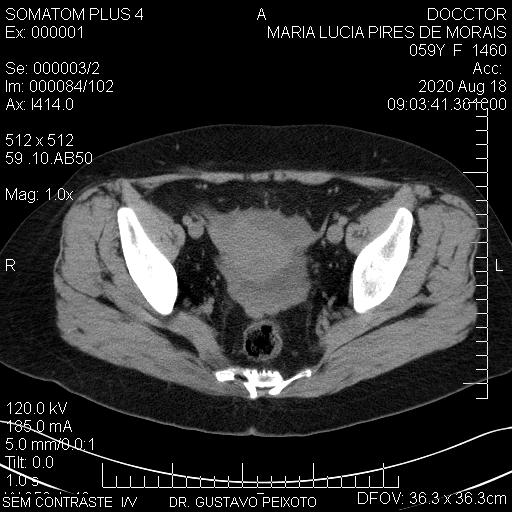 SOMATOM PLUS 4
A
DOCCTOR
Ex: 000001
MARIA LUCIA PIRES DE MORAIS
059Y F 1460
Se: 000003/2
Acc:
Im: 000084/102
2020 Aug 18
Ax: I414.0
512 x 512
59 .10.AB50
Mag: 1.0x
R
L
120.0 kV
185.0 mA
5.0 mm/0.0:1
Tilt: 0.0
1.0 s
SEM CONTRASTE I/V
DR. GUSTAVO PEIXOTO
DFOV: 36.3 x 36.3cm